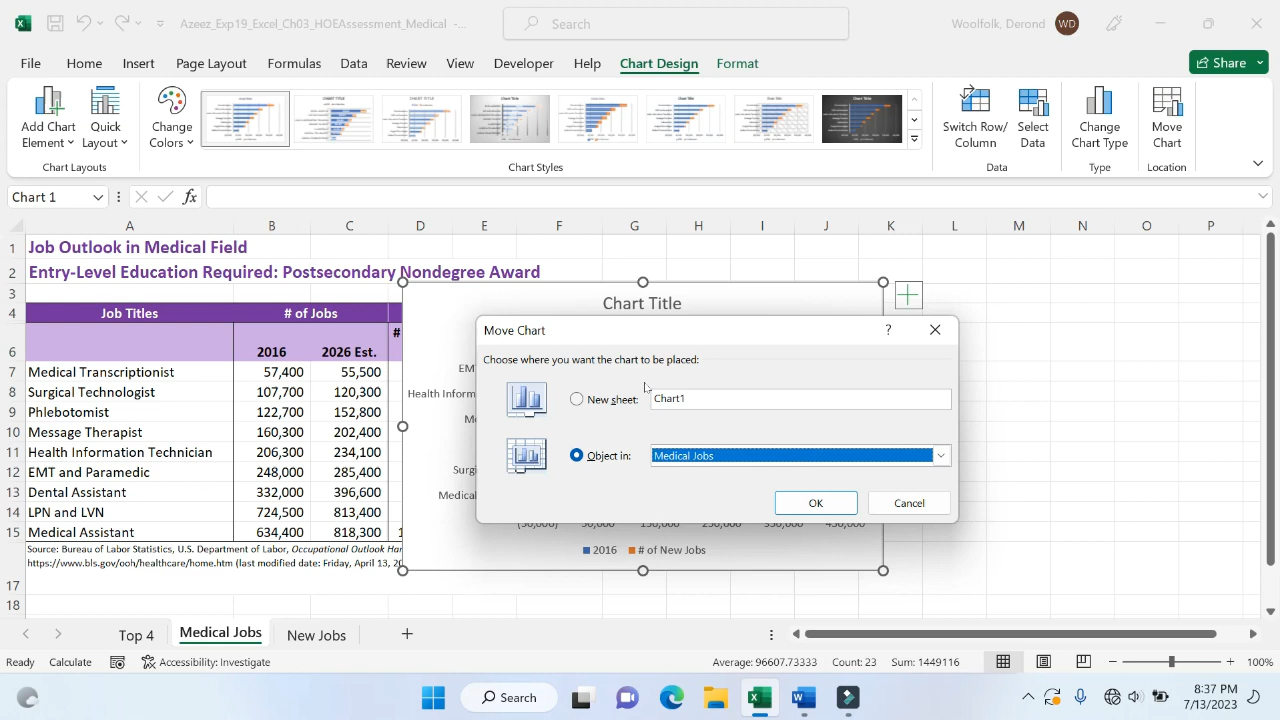 Azeez_Exp19_Excel_Ch03_HOEAssessment_Medical -...
Search
Woolfolk, Derond
WD
File Home Insert Page Layout Formulas Data Review View Developer Help Chart Design Format
Share
Add Chart Element
Quick Layout
Change
Chart Title
Switch Row/ Column
Select Data
Change Chart Type
Move Chart
Chart Layouts
Chart Styles
Data
Type
Location
Chart 1
fx
A B C D E F G H I J K L M N O P
1 Job Outlook in Medical Field
2 Entry-Level Education Required: Postsecondary Nondegree Award
3
4 Job Titles # of Jobs
#
6 2016 2026 Est.
7 Medical Transcriptionist 57,400 55,500
8 Surgical Technologist 107,700 120,300
9 Phlebotomist 122,700 152,800
10 Message Therapist 160,300 202,400
11 Health Information Technician 206,300 234,100
12 EMT and Paramedic 248,000 285,400
13 Dental Assistant 332,000 396,600
14 LPN and LVN 724,500 813,400
15 Medical Assistant 634,400 818,300 1
Source: Bureau of Labor Statistics, U.S. Department of Labor, Occupational Outlook Har
https://www.bls.gov/ooh/healthcare/home.htm (last modified date: Friday, April 13, 20
17
18
Chart Title
EM
Health Inform
Me
Surgi
Medical
2016 # of New Jobs
Move Chart
? ×
Choose where you want the chart to be placed:
New sheet: Chart1
Object in: Medical Jobs
OK Cancel
Top 4 Medical Jobs New Jobs +
Ready Calculate Accessibility: Investigate
Average: 96607.73333 Count: 23 Sum: 1449116
100%
Search
8:37 PM
7/13/2023